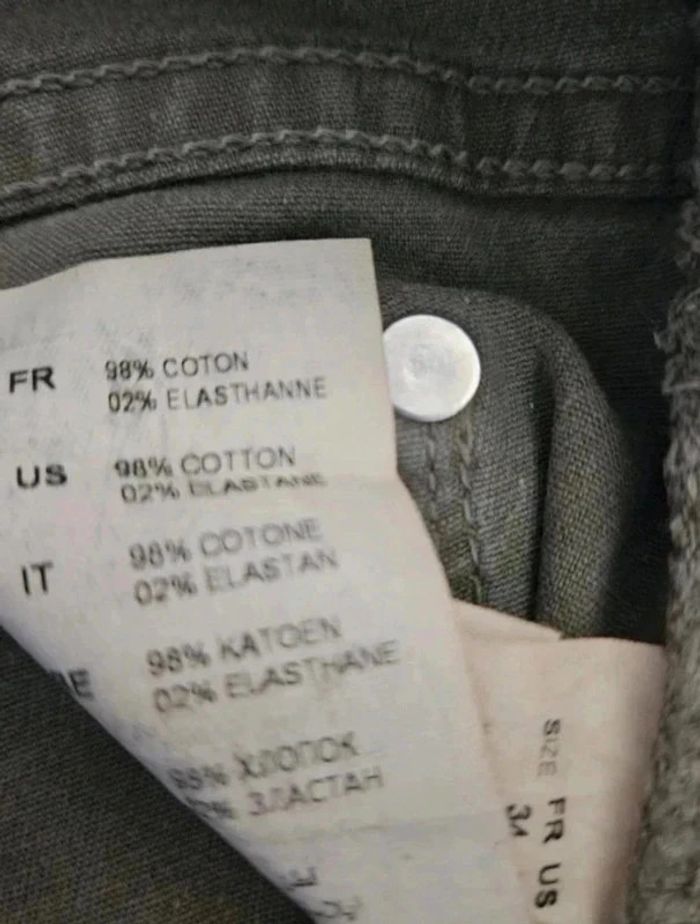 FR 98% COTON
02% ELASTHANNE
US 98% COTTON
02% ELASTANE
IT 98% COTONE
02% ELASTAN
98% KATOEN
02% ELASTHANE
98% ХЛОПОК
ЭЛАСТАН
SIZE FR US
34